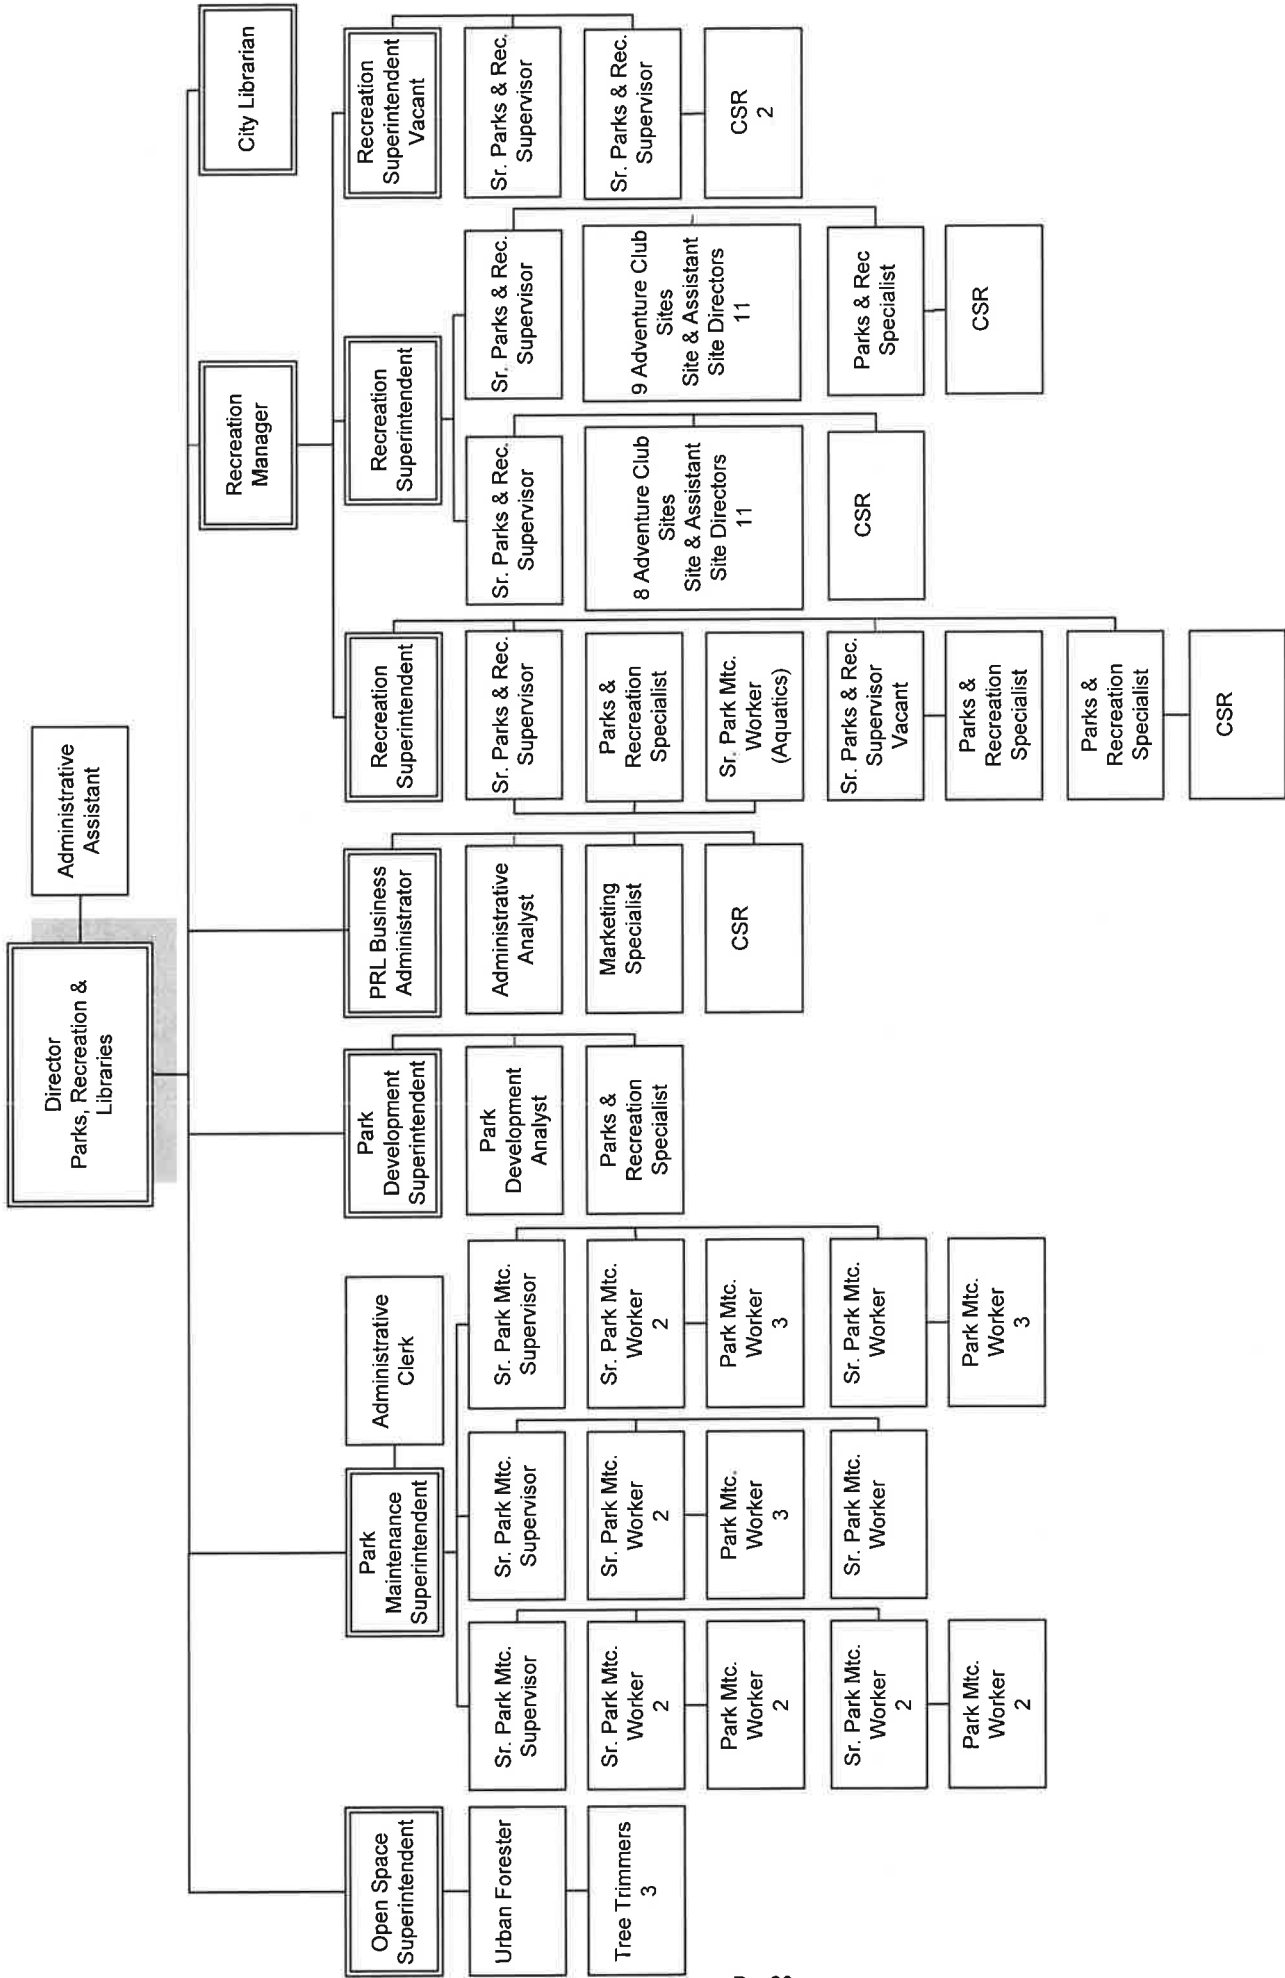 Director
Parks, Recreation &
Libraries
Administrative
Assistant
Open Space
Superintendent
Urban Forester
Tree Trimmers
3
Park
Maintenance
Superintendent
Administrative
Clerk
Sr. Park Mtc.
Supervisor
Sr. Park Mtc.
Worker
2
Park Mtc.
Worker
2
Sr. Park Mtc.
Worker
2
Park Mtc.
Worker
2
Sr. Park Mtc.
Supervisor
Sr. Park Mtc.
Worker
2
Park Mtc.
Worker
3
Sr. Park Mtc.
Worker
Sr. Park Mtc.
Supervisor
Sr. Park Mtc.
Worker
2
Park Mtc.
Worker
3
Sr. Park Mtc.
Worker
Park Mtc.
Worker
3
Park
Development
Superintendent
Park
Development
Analyst
Parks &
Recreation
Specialist
PRL Business
Administrator
Administrative
Analyst
Marketing
Specialist
CSR
Recreation
Manager
Recreation
Superintendent
Sr. Parks & Rec.
Supervisor
Parks &
Recreation
Specialist
Sr. Park Mtc.
Worker
(Aquatics)
Sr. Parks & Rec.
Supervisor
Vacant
Parks &
Recreation
Specialist
Parks &
Recreation
Specialist
CSR
Recreation
Superintendent
Sr. Parks & Rec.
Supervisor
8 Adventure Club
Sites
Site & Assistant
Site Directors
11
CSR
Sr. Parks & Rec.
Supervisor
9 Adventure Club
Sites
Site & Assistant
Site Directors
11
Parks & Rec
Specialist
CSR
Recreation
Superintendent
Vacant
Sr. Parks & Rec.
Supervisor
Sr. Parks & Rec.
Supervisor
CSR
2
City Librarian